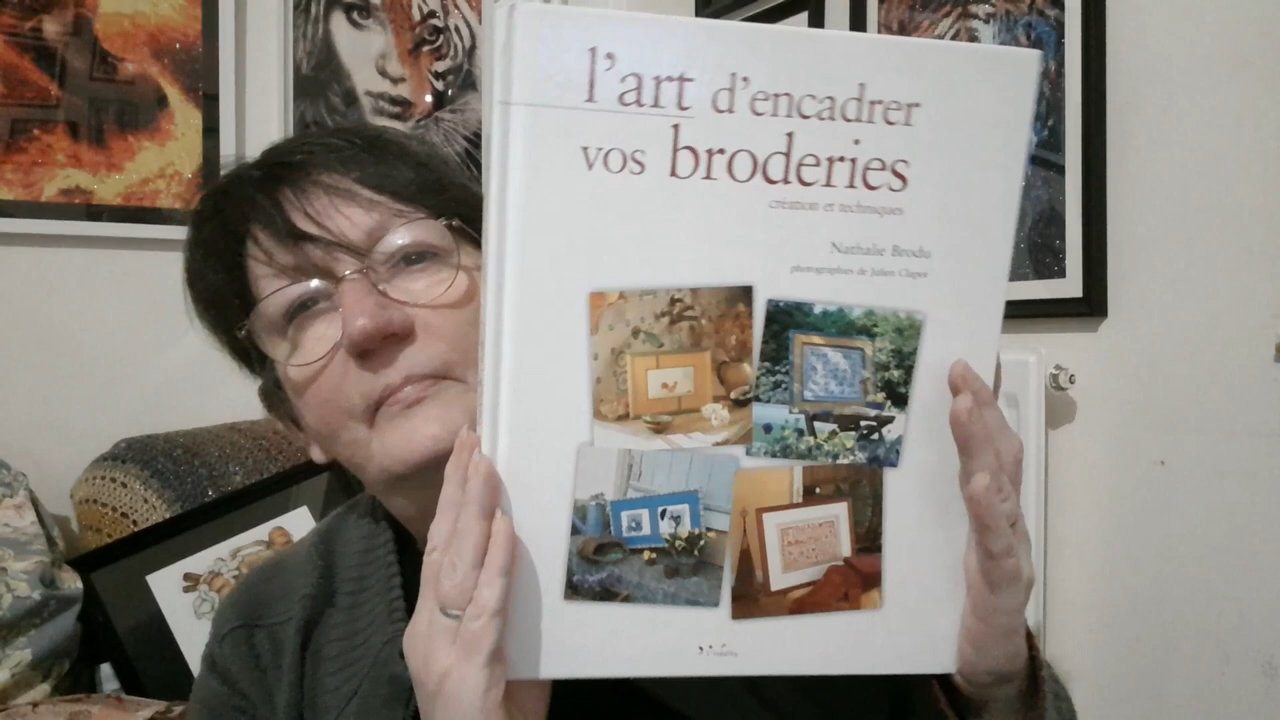 l'art d'encadrer
vos broderies
création et techniques
Nathalie Brodu
photographies de Julien Clapot